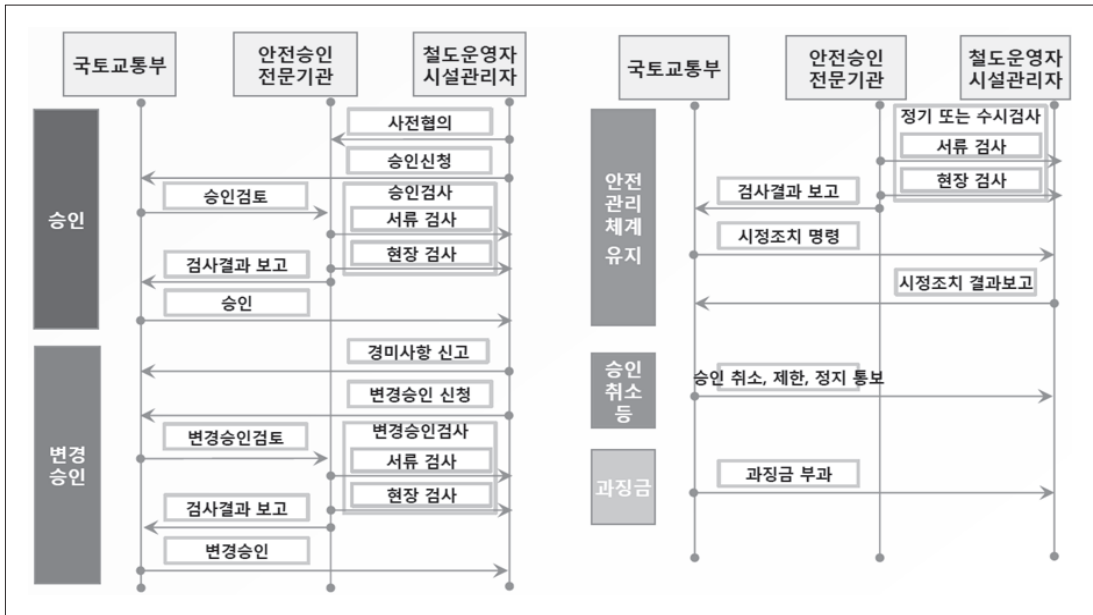 국토교통부
안전승인
전문기관
철도운영자
시설관리자
승인
사전협의
승인신청
승인검토
승인검사
서류 검사
현장 검사
검사결과 보고
승인
변경
승인
경미사항 신고
변경승인 신청
변경승인검토
변경승인검사
서류 검사
현장 검사
검사결과 보고
변경승인
국토교통부
안전승인
전문기관
철도운영자
시설관리자
안전
관리
체계
유지
정기 또는 수시검사
서류 검사
현장 검사
검사결과 보고
시정조치 명령
시정조치 결과보고
승인
취소
등
승인 취소, 제한, 정지 통보
과징금
과징금 부과